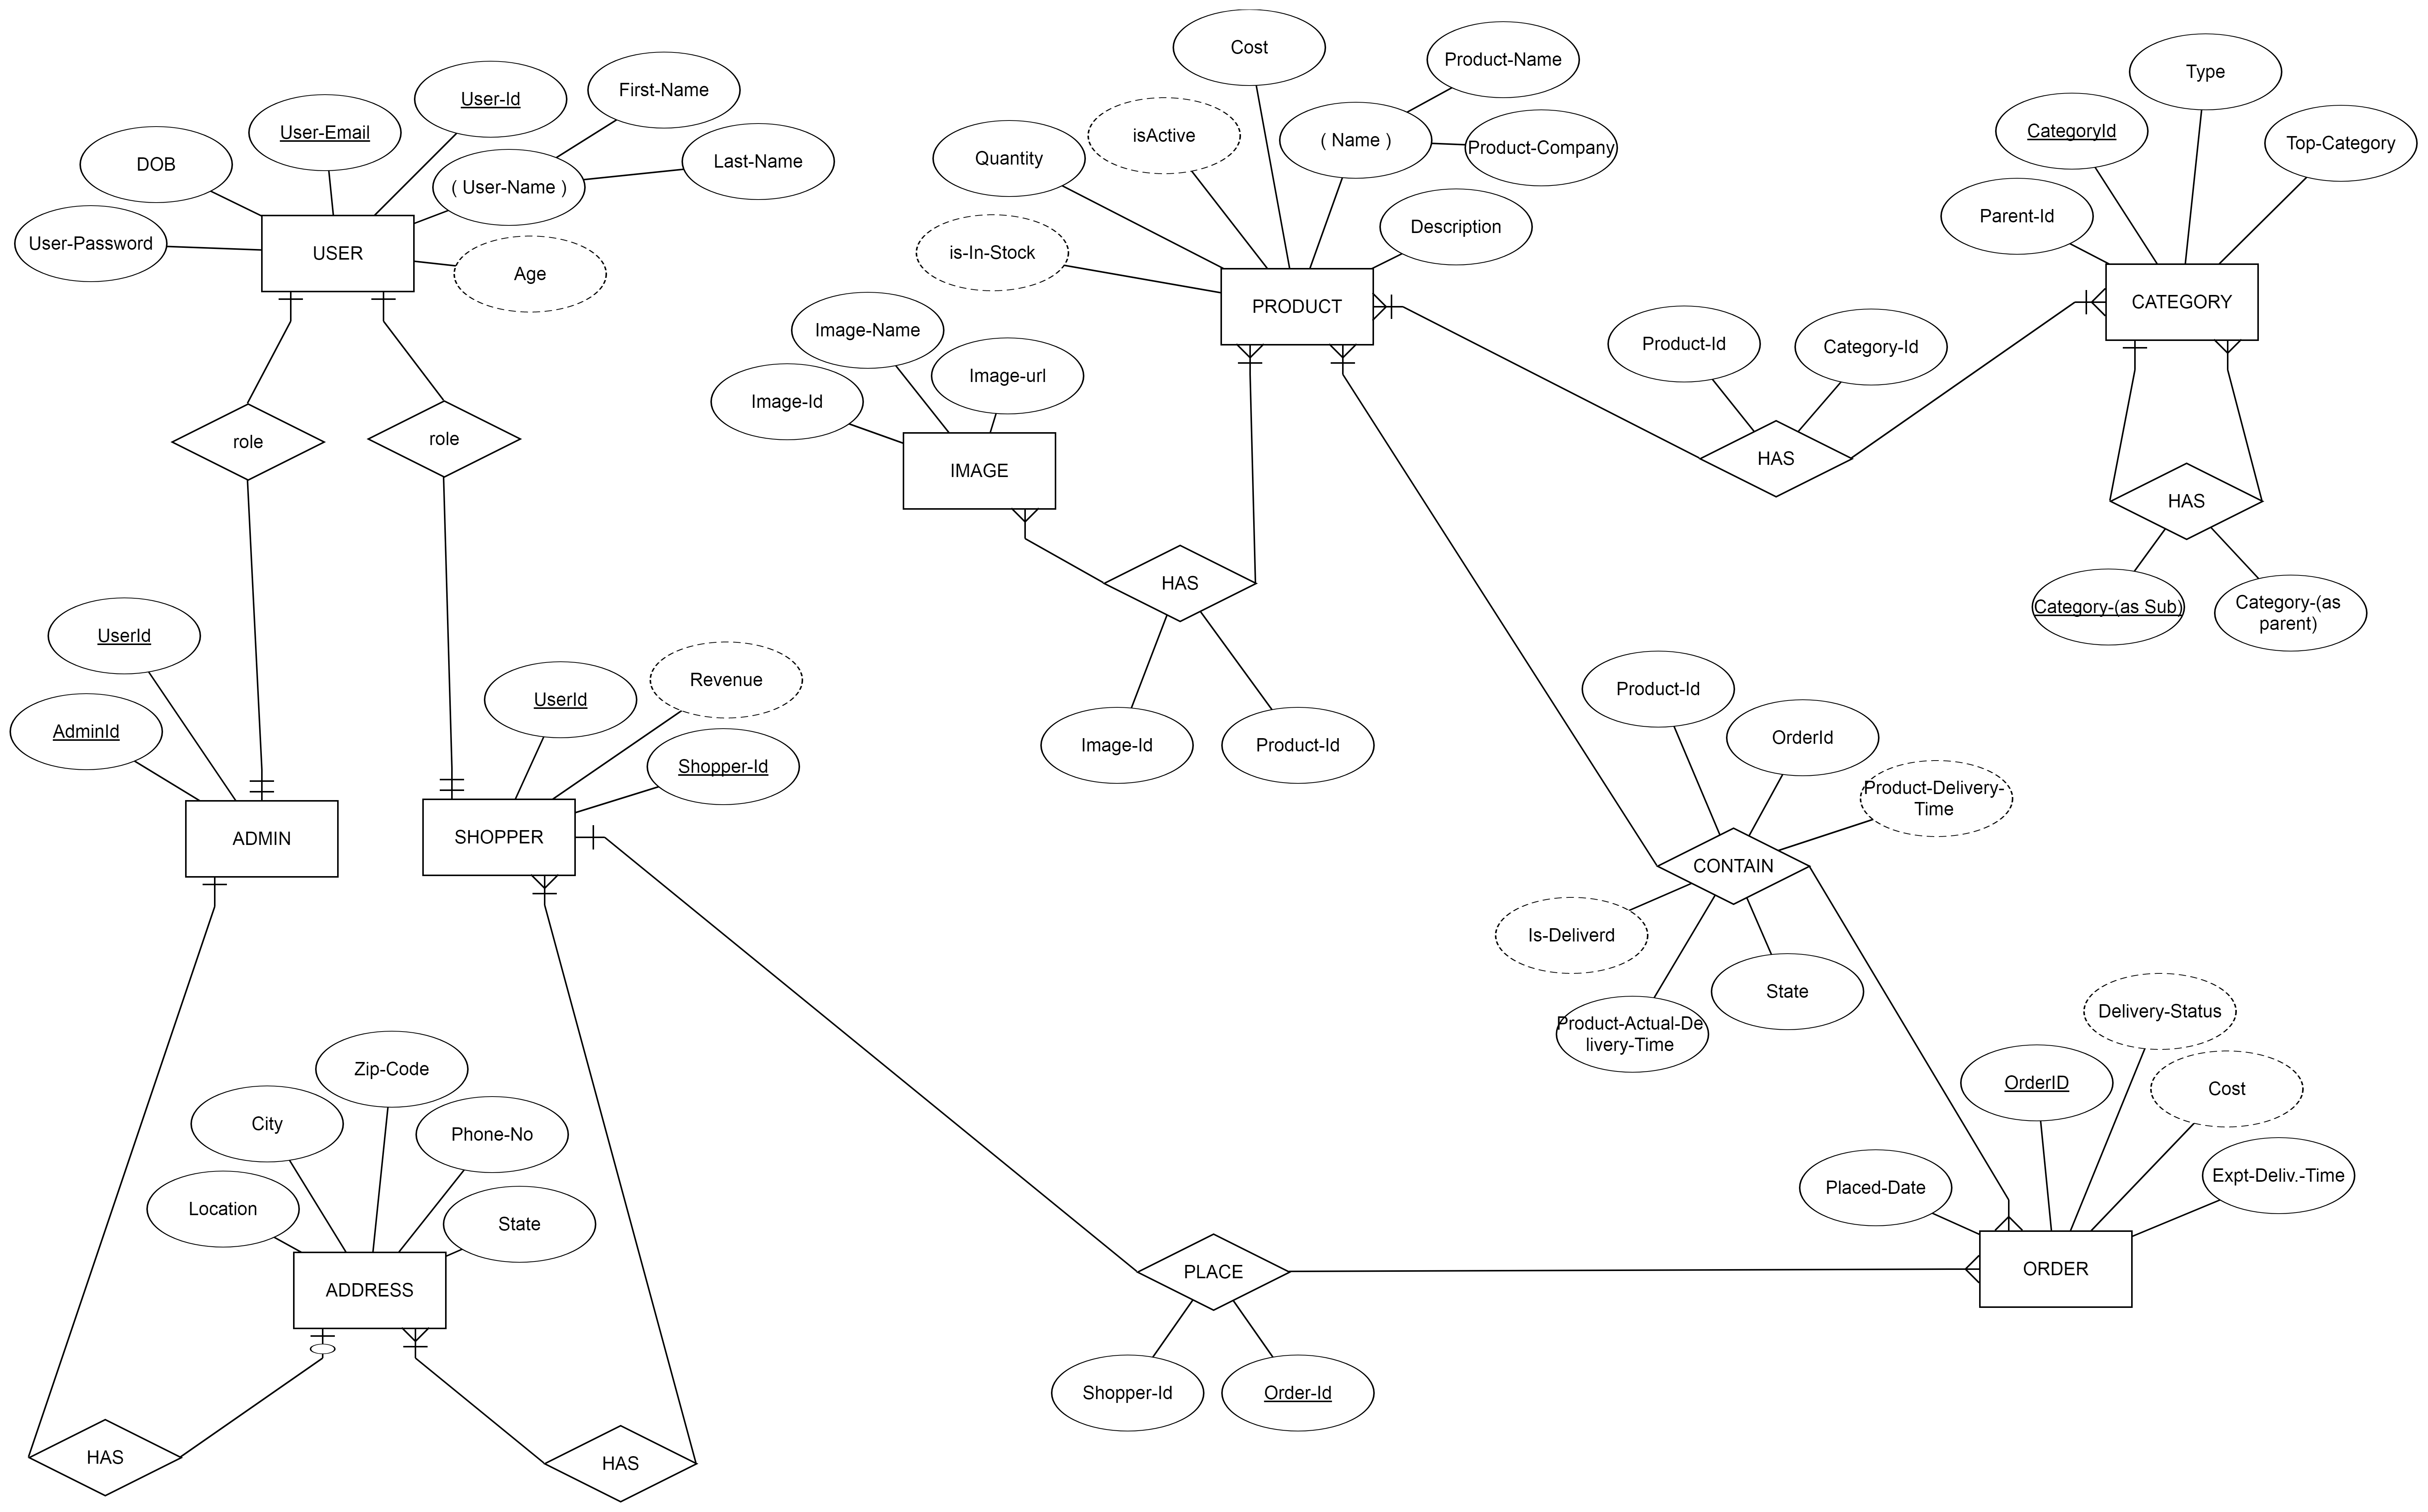 Cost
Product-Name
Type
First-Name
User-Id
User-Email
isActive
( Name )
Product-Company
CategoryId
Top-Category
DOB
Last-Name
Quantity
( User-Name )
Parent-Id
Description
User-Password
USER
Age
is-In-Stock
PRODUCT
CATEGORY
Image-Name
Image-url
Product-Id
Category-Id
Image-Id
role
role
IMAGE
HAS
HAS
HAS
Category-(as Sub)
Category-(as
parent)
UserId
AdminId
UserId
Revenue
Shopper-Id
Image-Id
Product-Id
Product-Id
OrderId
Product-Delivery-
Time
ADMIN
SHOPPER
CONTAIN
Is-Deliverd
State
Product-Actual-De
livery-Time
Delivery-Status
OrderID
Cost
Zip-Code
City
Phone-No
Location
State
Placed-Date
Expt-Deliv.-Time
ADDRESS
PLACE
ORDER
Shopper-Id
Order-Id
HAS
HAS